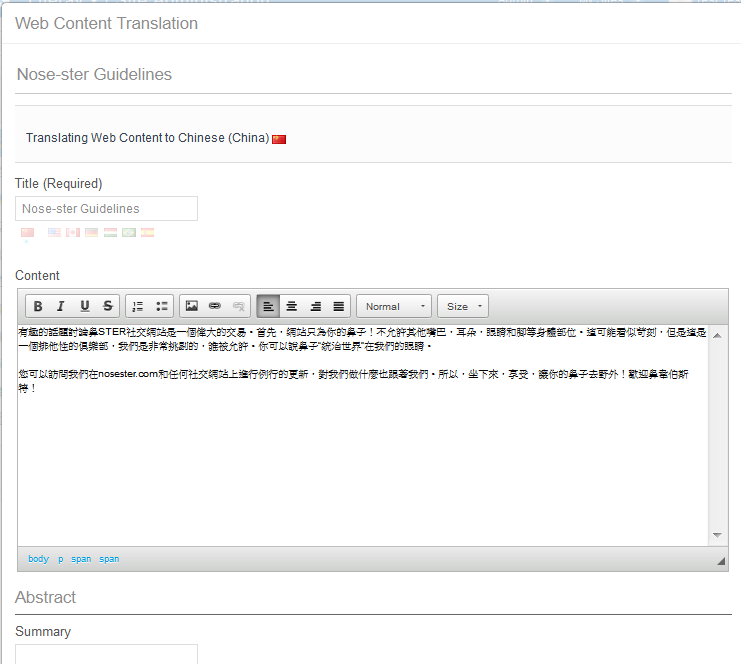 Web Content Translation
Nose-ster Guidelines
Translating Web Content to Chinese (China)
Title (Required)
Nose-ster Guidelines
Content
B I U S Normal Size
有趣的話題討論鼻STER社交網站是一個偉大的交易。首先，網站只為你的鼻子！不允許其他嘴巴，耳朵，眼睛和腳等身體部位。這可能看似苛刻，但是這是
一個排他性的俱樂部，我們是非常挑剔的，誰被允許。你可以說鼻子“統治世界”在我們的眼睛。
您可以訪問我們在nosester.com和任何社交網站上進行例行的更新，對我們做什麼也跟著我們。所以，坐下來，享受，讓你的鼻子去野外！歡迎鼻韋伯斯
特！
body p span span
Abstract
Summary